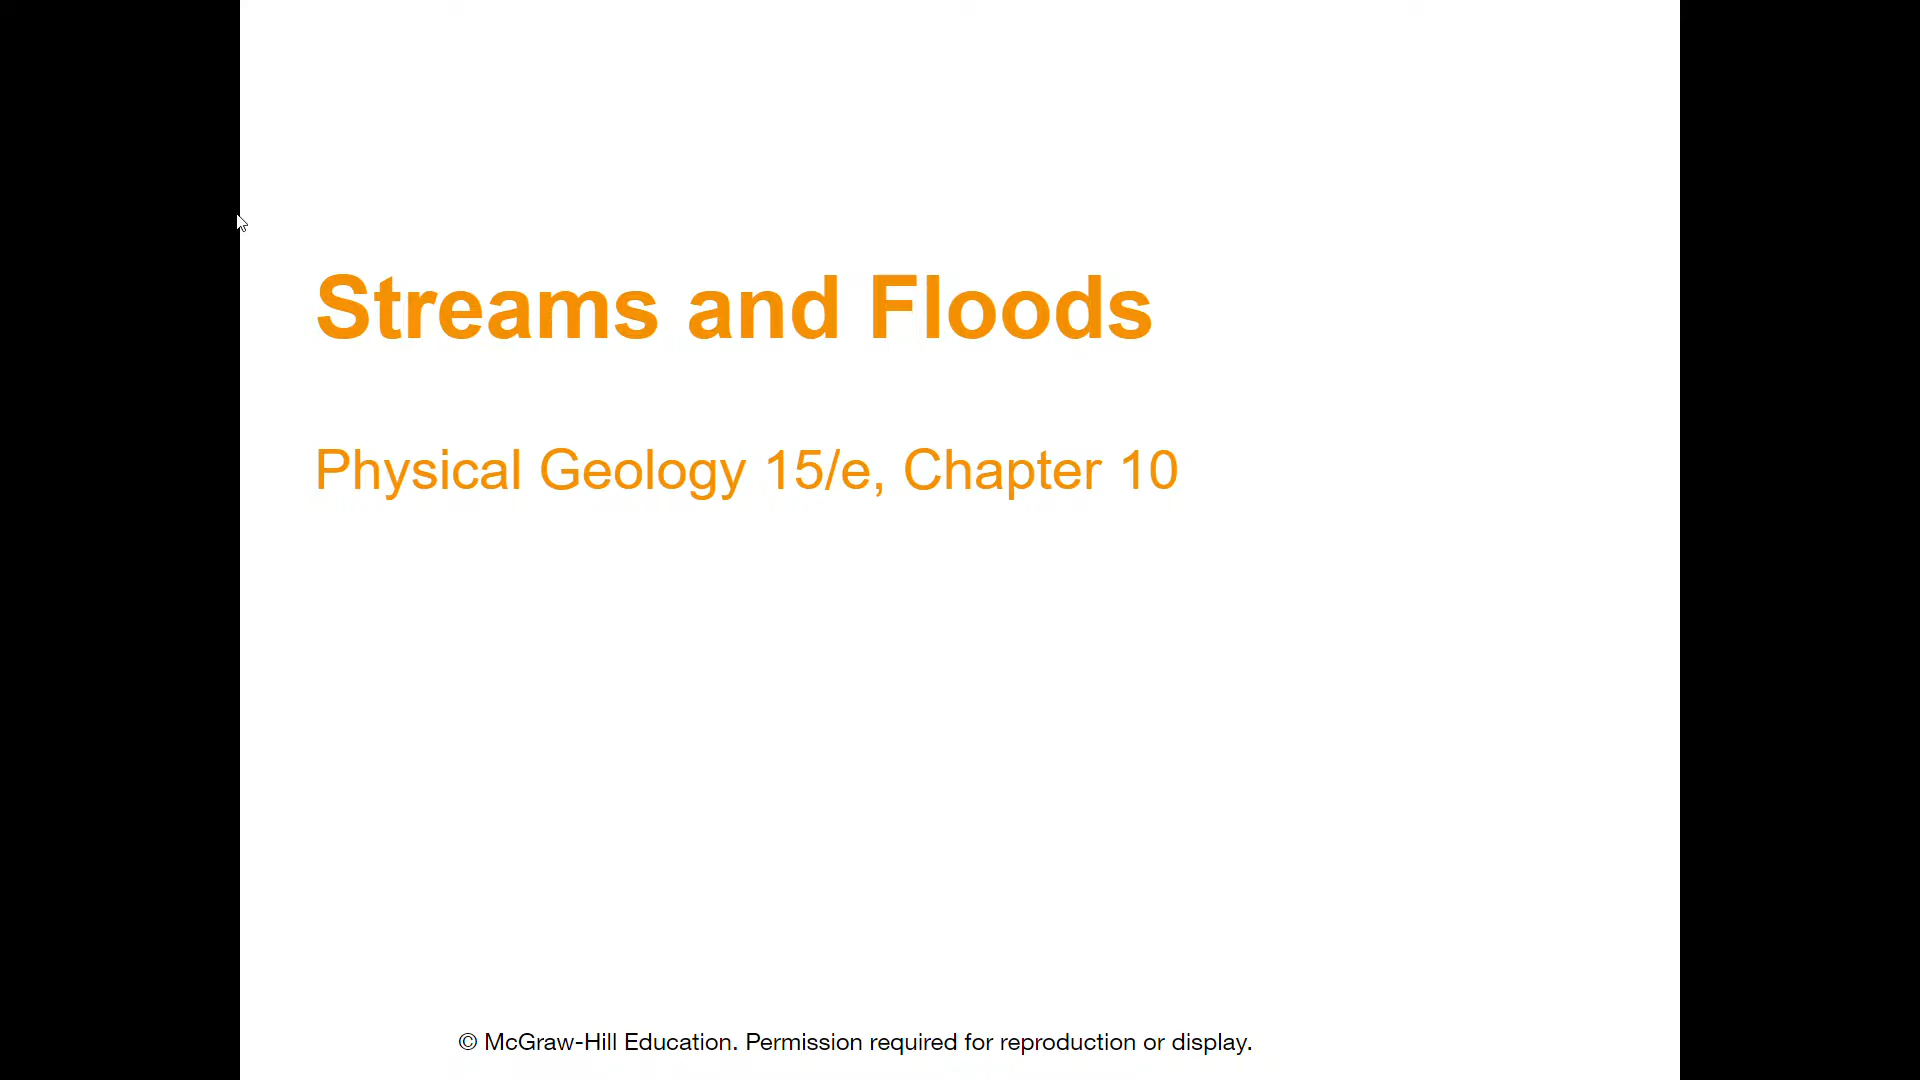 Streams and Floods
Physical Geology 15/e, Chapter 10
© McGraw-Hill Education. Permission required for reproduction or display.